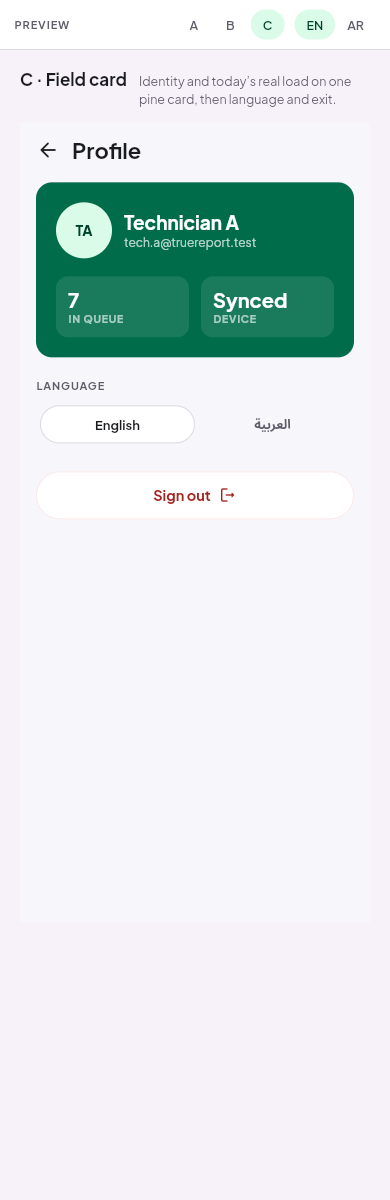 PREVIEW A B C EN AR
C · Field card Identity and today's real load on one
pine card, then language and exit.
← Profile
TA
Technician A
tech.a@truereport.test
7 Synced
IN QUEUE DEVICE
LANGUAGE
English العربية
Sign out